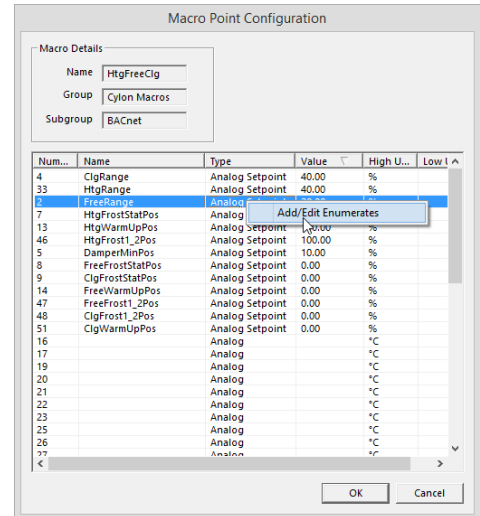 Macro Point Configuration
Macro Details
Name HtgFreeClg
Group Cylon Macros
Subgroup BACnet
Num... Name Type Value High U... Low
4 ClgRange Analog Setpoint 40.00 %
33 HtgRange Analog Setpoint 40.00 %
2 FreeRange
7 HtgFrostStatPos Analog
Add/Edit Enumerates
13 HtgWarmUpPos Analog Setpoint %
46 HtgFrost1_2Pos Analog Setpoint 100.00 %
5 DamperMinPos Analog Setpoint 10.00 %
8 FreeFrostStatPos Analog Setpoint 0.00 %
9 ClgFrostStatPos Analog Setpoint 0.00 %
14 FreeWarmUpPos Analog Setpoint 0.00 %
47 FreeFrost1_2Pos Analog Setpoint 0.00 %
48 ClgFrost1_2Pos Analog Setpoint 0.00 %
51 ClgWarmUpPos Analog Setpoint 0.00 %
16 Analog °C
17 Analog °C
19 Analog °C
20 Analog °C
21 Analog °C
22 Analog °C
23 Analog °C
25 Analog °C
26 Analog °C
27 Analog °C
OK Cancel